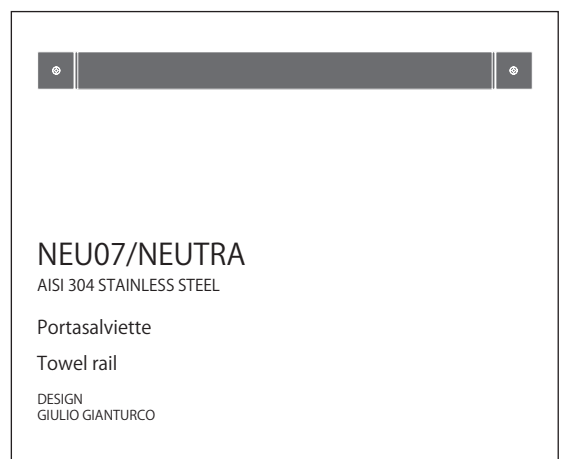 NEU07/NEUTRA
AISI 304 STAINLESS STEEL
Portasalviette
Towel rail
DESIGN
GIULIO GIANTURCO